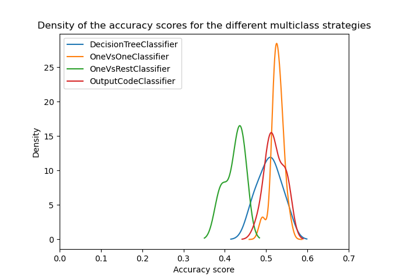 Density of the accuracy scores for the different multiclass strategies
DecisionTreeClassifier
OneVsOneClassifier
OneVsRestClassifier
OutputCodeClassifier
Density
25
20
15
10
5
0
0.0 0.1 0.2 0.3 0.4 0.5 0.6 0.7
Accuracy score